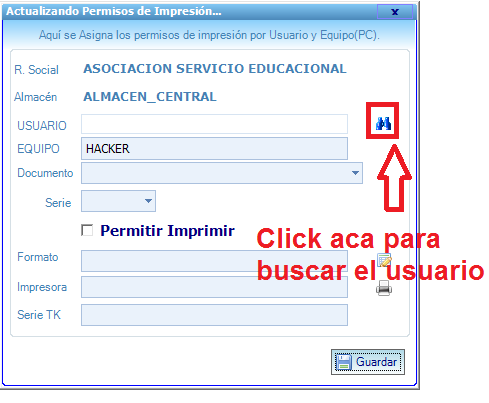 Actualizando Permisos de Impresión...
x
Aquí se Asigna los permisos de impresión por Usuario y Equipo(PC).
R. Social ASOCIACION SERVICIO EDUCACIONAL
Almacén ALMACEN_CENTRAL
USUARIO
EQUIPO HACKER
Documento
Serie
Permitir Imprimir
Click aca para
buscar el usuario
Formato
Impresora
Serie TK
Guardar